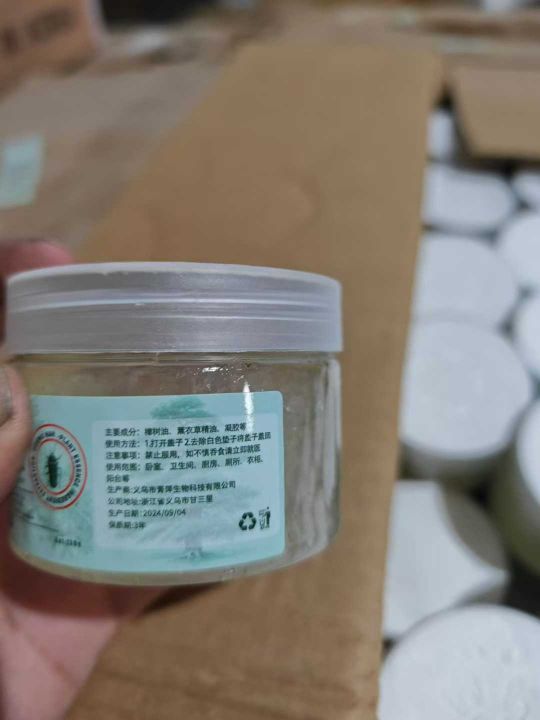 主要成分：樟树油、薰衣草精油、凝胶等
使用方法：1.打开盖子2.去除白色垫子将盖子盖回
注意事项：禁止服用，如不慎吞食请立即就医
使用范围：卧室、卫生间、厨房、厕所、衣柜、
阳台等
生产商:义乌市青萍生物科技有限公司
公司地址:浙江省义乌市甘三里
生产日期:2024/09/04
保质期:3年
PLANT ESSENCE